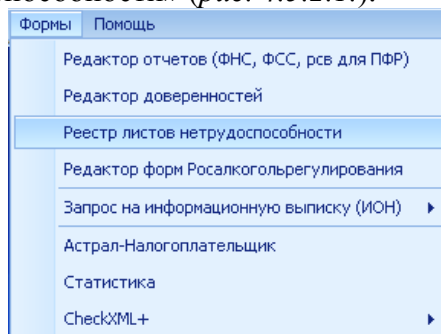 Формы Помощь
Редактор отчетов (ФНС, ФСС, рсв для ПФР)
Редактор доверенностей
Реестр листов нетрудоспособности
Редактор форм Росалкогольрегулирования
Запрос на информационную выписку (ИОН)
Астрал-Налогоплательщик
Статистика
CheckXML+